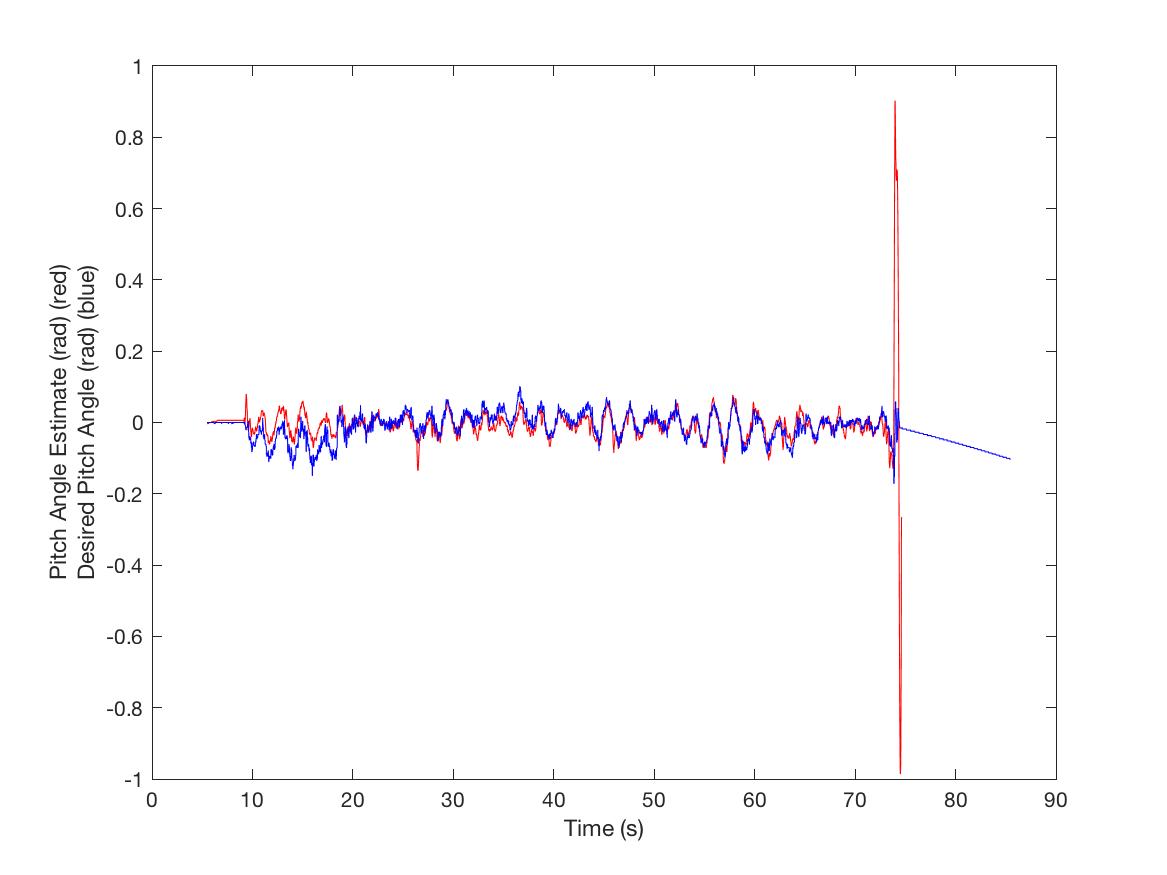 1
0.8
0.6
0.4
0.2
0
-0.2
-0.4
-0.6
-0.8
-1
Pitch Angle Estimate (rad) (red)
Desired Pitch Angle (rad) (blue)
0 10 20 30 40 50 60 70 80 90
Time (s)